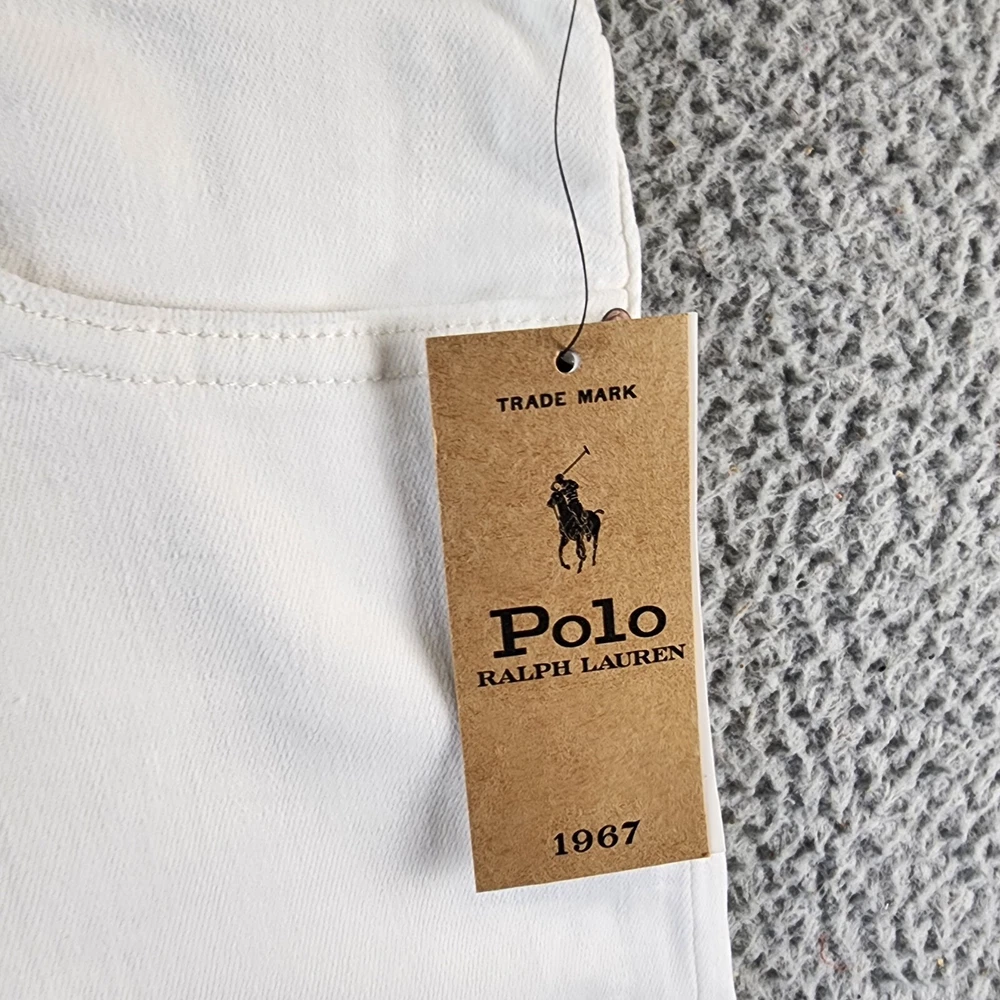 TRADE MARK
Polo
RALPH LAUREN
1967